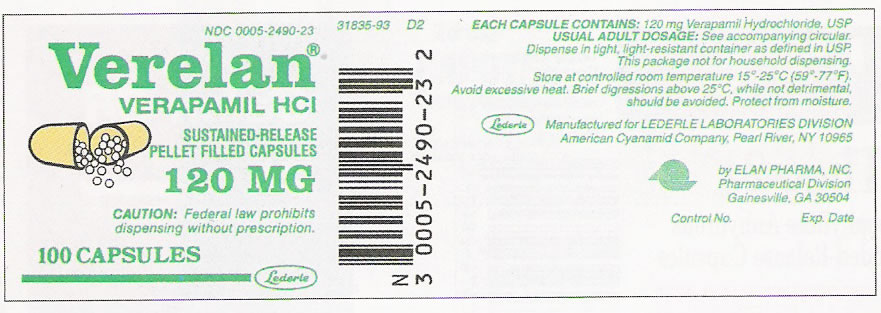 NDC 0005-2490-23
Verelan®
VERAPAMIL HCl
SUSTAINED-RELEASE
PELLET FILLED CAPSULES
120 MG
CAUTION: Federal law prohibits
dispensing without prescription.
100 CAPSULES
Lederle
31835-93 D2
N 3 0005-2490-23 2
EACH CAPSULE CONTAINS: 120 mg Verapamil Hydrochloride, USP
USUAL ADULT DOSAGE: See accompanying circular.
Dispense in tight, light-resistant container as defined in USP.
This package not for household dispensing.
Store at controlled room temperature 15°-25°C (59°-77°F).
Avoid excessive heat. Brief digressions above 25°C, while not detrimental,
should be avoided. Protect from moisture.
Lederle
Manufactured for LEDERLE LABORATORIES DIVISION
American Cyanamid Company, Pearl River, NY 10965
by ELAN PHARMA, INC.
Pharmaceutical Division
Gainesville, GA 30504
Control No. Exp. Date